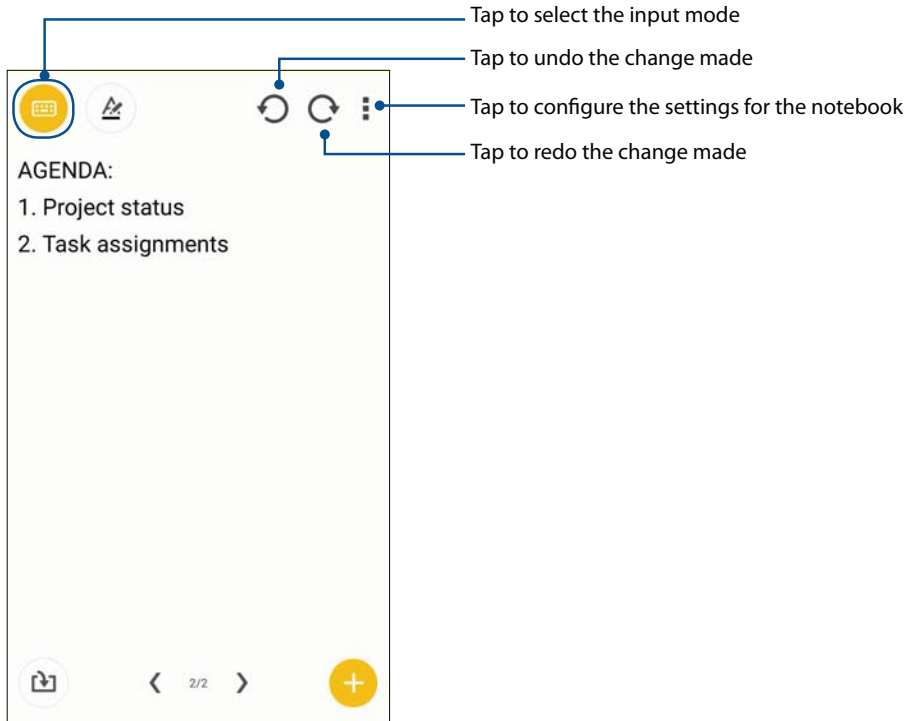 Tap to select the input mode
Tap to undo the change made
Tap to configure the settings for the notebook
Tap to redo the change made
AGENDA:
1. Project status
2. Task assignments
2/2